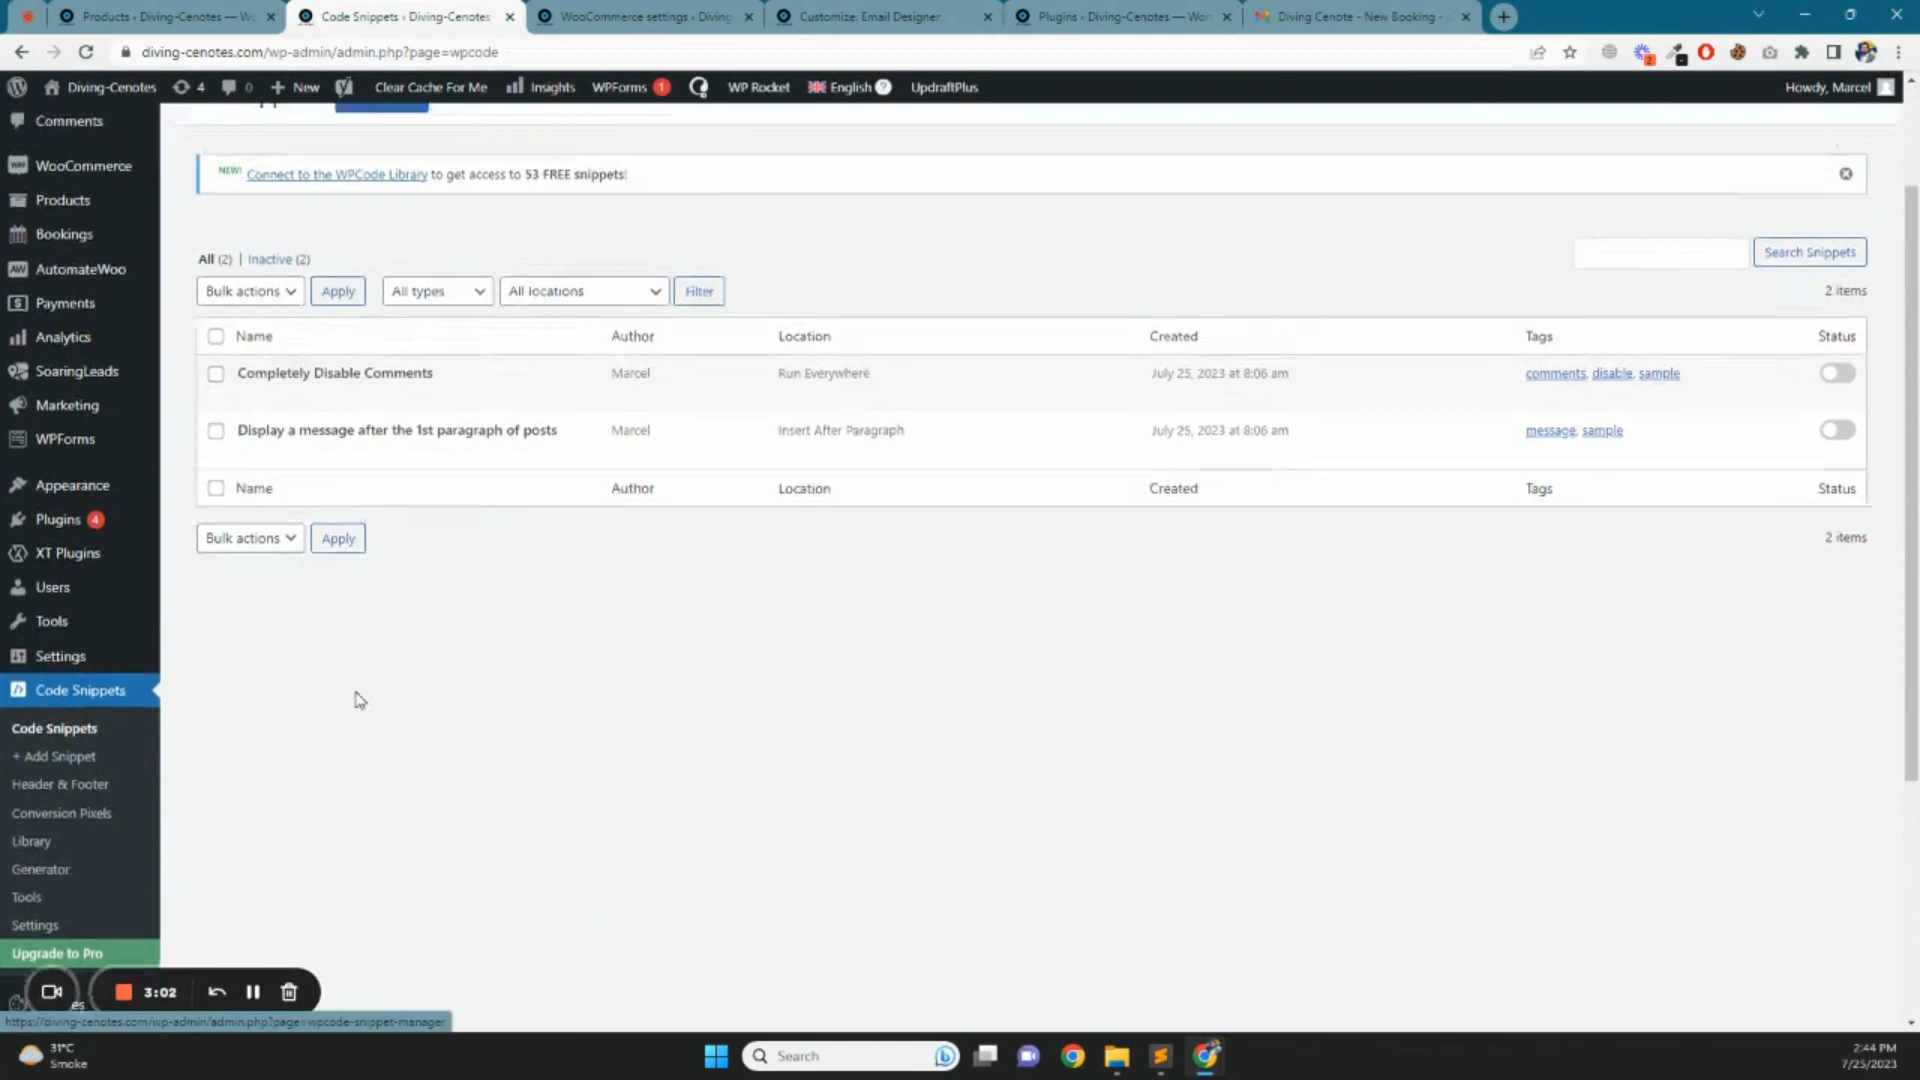 Products ‹ Diving-Cenotes — Wo
Code Snippets ‹ Diving-Cenotes
WooCommerce settings ‹ Diving
Customize: Email Designer
Plugins ‹ Diving-Cenotes — Wor
Diving Cenote - New Booking -
diving-cenotes.com/wp-admin/admin.php?page=wpcode
2
Diving-Cenotes
4
0
New
Clear Cache For Me
Insights
WPForms 1
WP Rocket
English ?
UpdraftPlus
Howdy, Marcel
Comments
WooCommerce
Products
Bookings
AutomateWoo
Payments
Analytics
SoaringLeads
Marketing
WPForms
Appearance
Plugins 4
XT Plugins
Users
Tools
Settings
Code Snippets
Code Snippets
+ Add Snippet
Header & Footer
Conversion Pixels
Library
Generator
Tools
Settings
Upgrade to Pro
es
NEW! Connect to the WPCode Library to get access to 53 FREE snippets!
All (2) | Inactive (2)
Search Snippets
Bulk actions
Apply
All types
All locations
Filter
2 items
Name Author Location Created Tags Status
Completely Disable Comments Marcel Run Everywhere July 25, 2023 at 8:06 am comments, disable, sample
Display a message after the 1st paragraph of posts Marcel Insert After Paragraph July 25, 2023 at 8:06 am message, sample
Name Author Location Created Tags Status
Bulk actions
Apply
2 items
3:02
https://diving-cenotes.com/wp-admin/admin.php?page=wpcode-snippet-manager
31°C
Smoke
Search
2:44 PM
7/25/2023